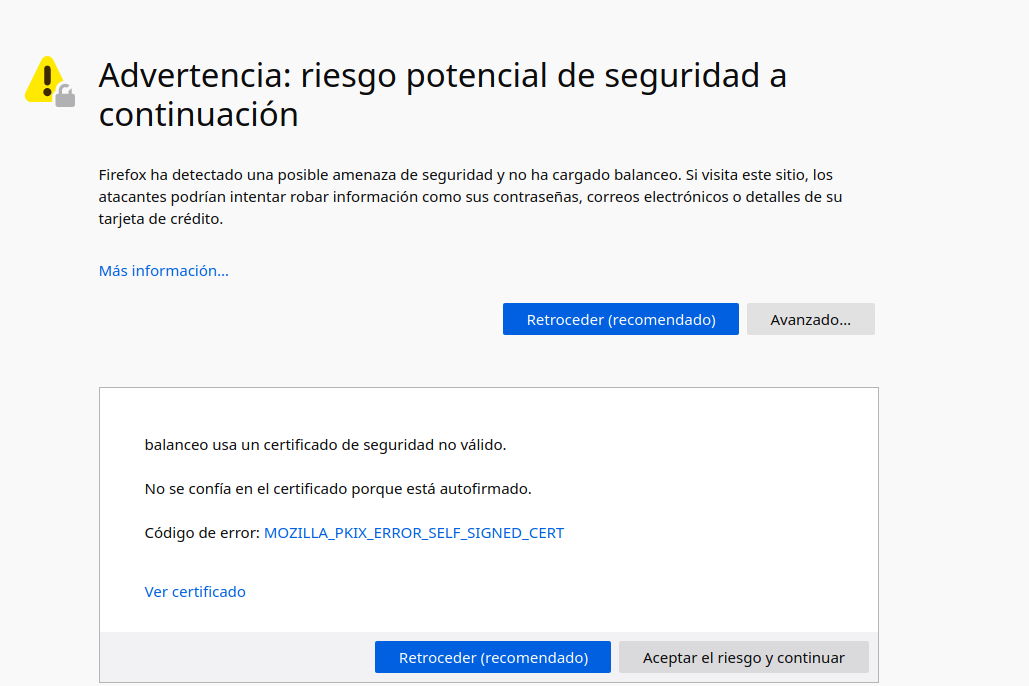 Advertencia: riesgo potencial de seguridad a
continuación
Firefox ha detectado una posible amenaza de seguridad y no ha cargado balanceo. Si visita este sitio, los
atacantes podrían intentar robar información como sus contraseñas, correos electrónicos o detalles de su
tarjeta de crédito.
Más información...
Retroceder (recomendado) Avanzado...
balanceo usa un certificado de seguridad no válido.
No se confía en el certificado porque está autofirmado.
Código de error: MOZILLA_PKIX_ERROR_SELF_SIGNED_CERT
Ver certificado
Retroceder (recomendado) Aceptar el riesgo y continuar